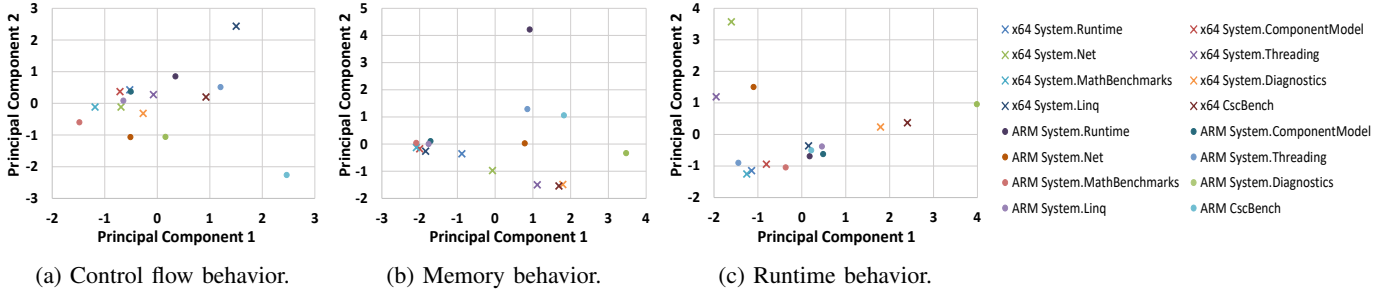 3
2
1
0
-1
-2
-3
-3 -2 -1 0 1 2 3
Principal Component 2
Principal Component 1
(a) Control flow behavior.
5
4
3
2
1
0
-1
-2
-3 -2 -1 0 1 2 3 4
Principal Component 2
Principal Component 1
(b) Memory behavior.
4
3
2
1
0
-1
-2
-2 -1 0 1 2 3 4
Principal Component 2
Principal Component 1
(c) Runtime behavior.
x64 System.Runtime x64 System.ComponentModel
x64 System.Net x64 System.Threading
x64 System.MathBenchmarks x64 System.Diagnostics
x64 System.Linq x64 CscBench
ARM System.Runtime ARM System.ComponentModel
ARM System.Net ARM System.Threading
ARM System.MathBenchmarks ARM System.Diagnostics
ARM System.Linq ARM CscBench